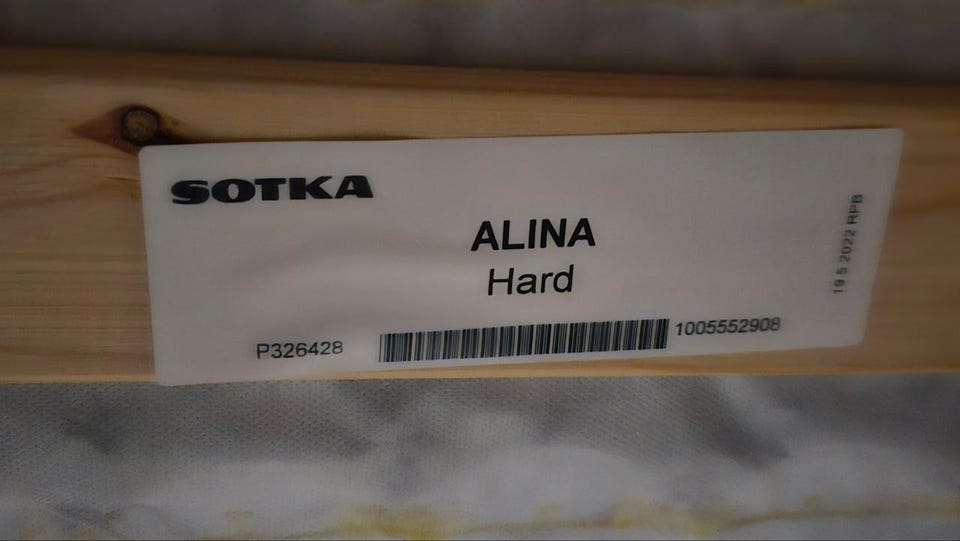 SOTKA
ALINA
Hard
P326428
1005552908
19 5 2022 RPB